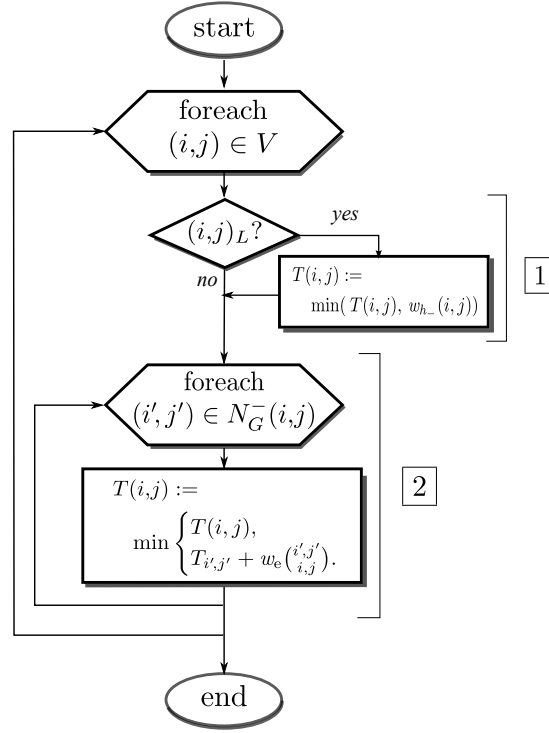 start
foreach
(i,j) ∈ V
(i,j)_L?
yes
no
T(i,j) :=
min( T(i,j), w_{h_−}(i,j))
1
foreach
(i′, j′) ∈ N_G^−(i,j)
T(i,j) :=
min { T(i, j),
T_{i′,j′} + w_e(^{i′,j′}_{i,j}).
2
end